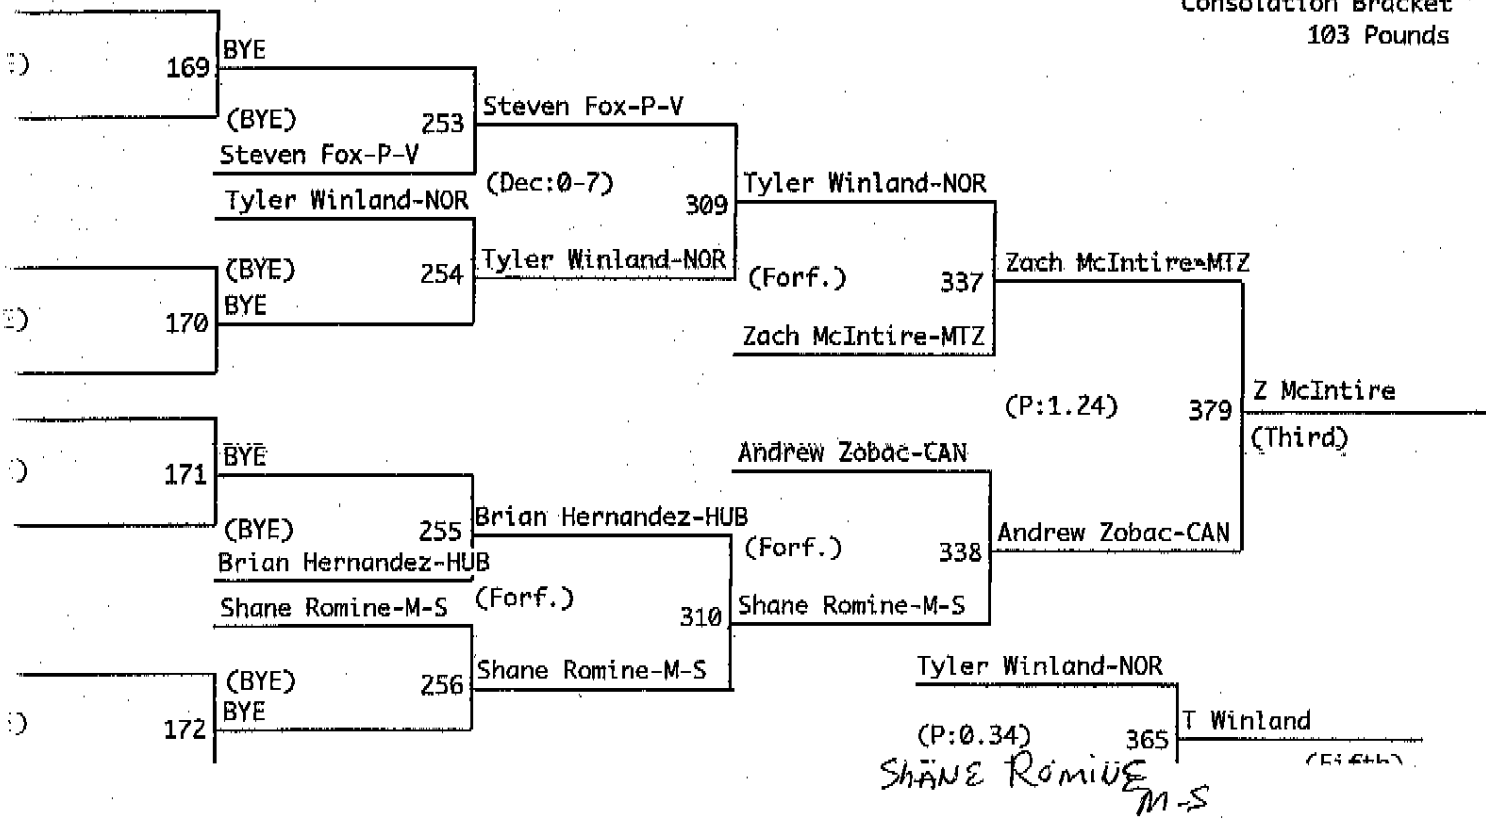 Consolation Bracket
103 Pounds
BYE
169
(BYE)
253
Steven Fox-P-V
Steven Fox-P-V
(Dec:0-7)
Tyler Winland-NOR
309
Tyler Winland-NOR
(BYE)
254
Tyler Winland-NOR
(Forf.)
337
Zach McIntire-MTZ
170
BYE
Zach McIntire-MTZ
(P:1.24)
379
Z McIntire
(Third)
171
BYE
Andrew Zobac-CAN
(BYE)
255
Brian Hernandez-HUB
(Forf.)
338
Andrew Zobac-CAN
Brian Hernandez-HUB
Shane Romine-M-S
(Forf.)
310
Shane Romine-M-S
(BYE)
256
Shane Romine-M-S
Tyler Winland-NOR
172
BYE
(P:0.34)
365
T Winland
(Fifth)
SHANE ROMINE
M-S